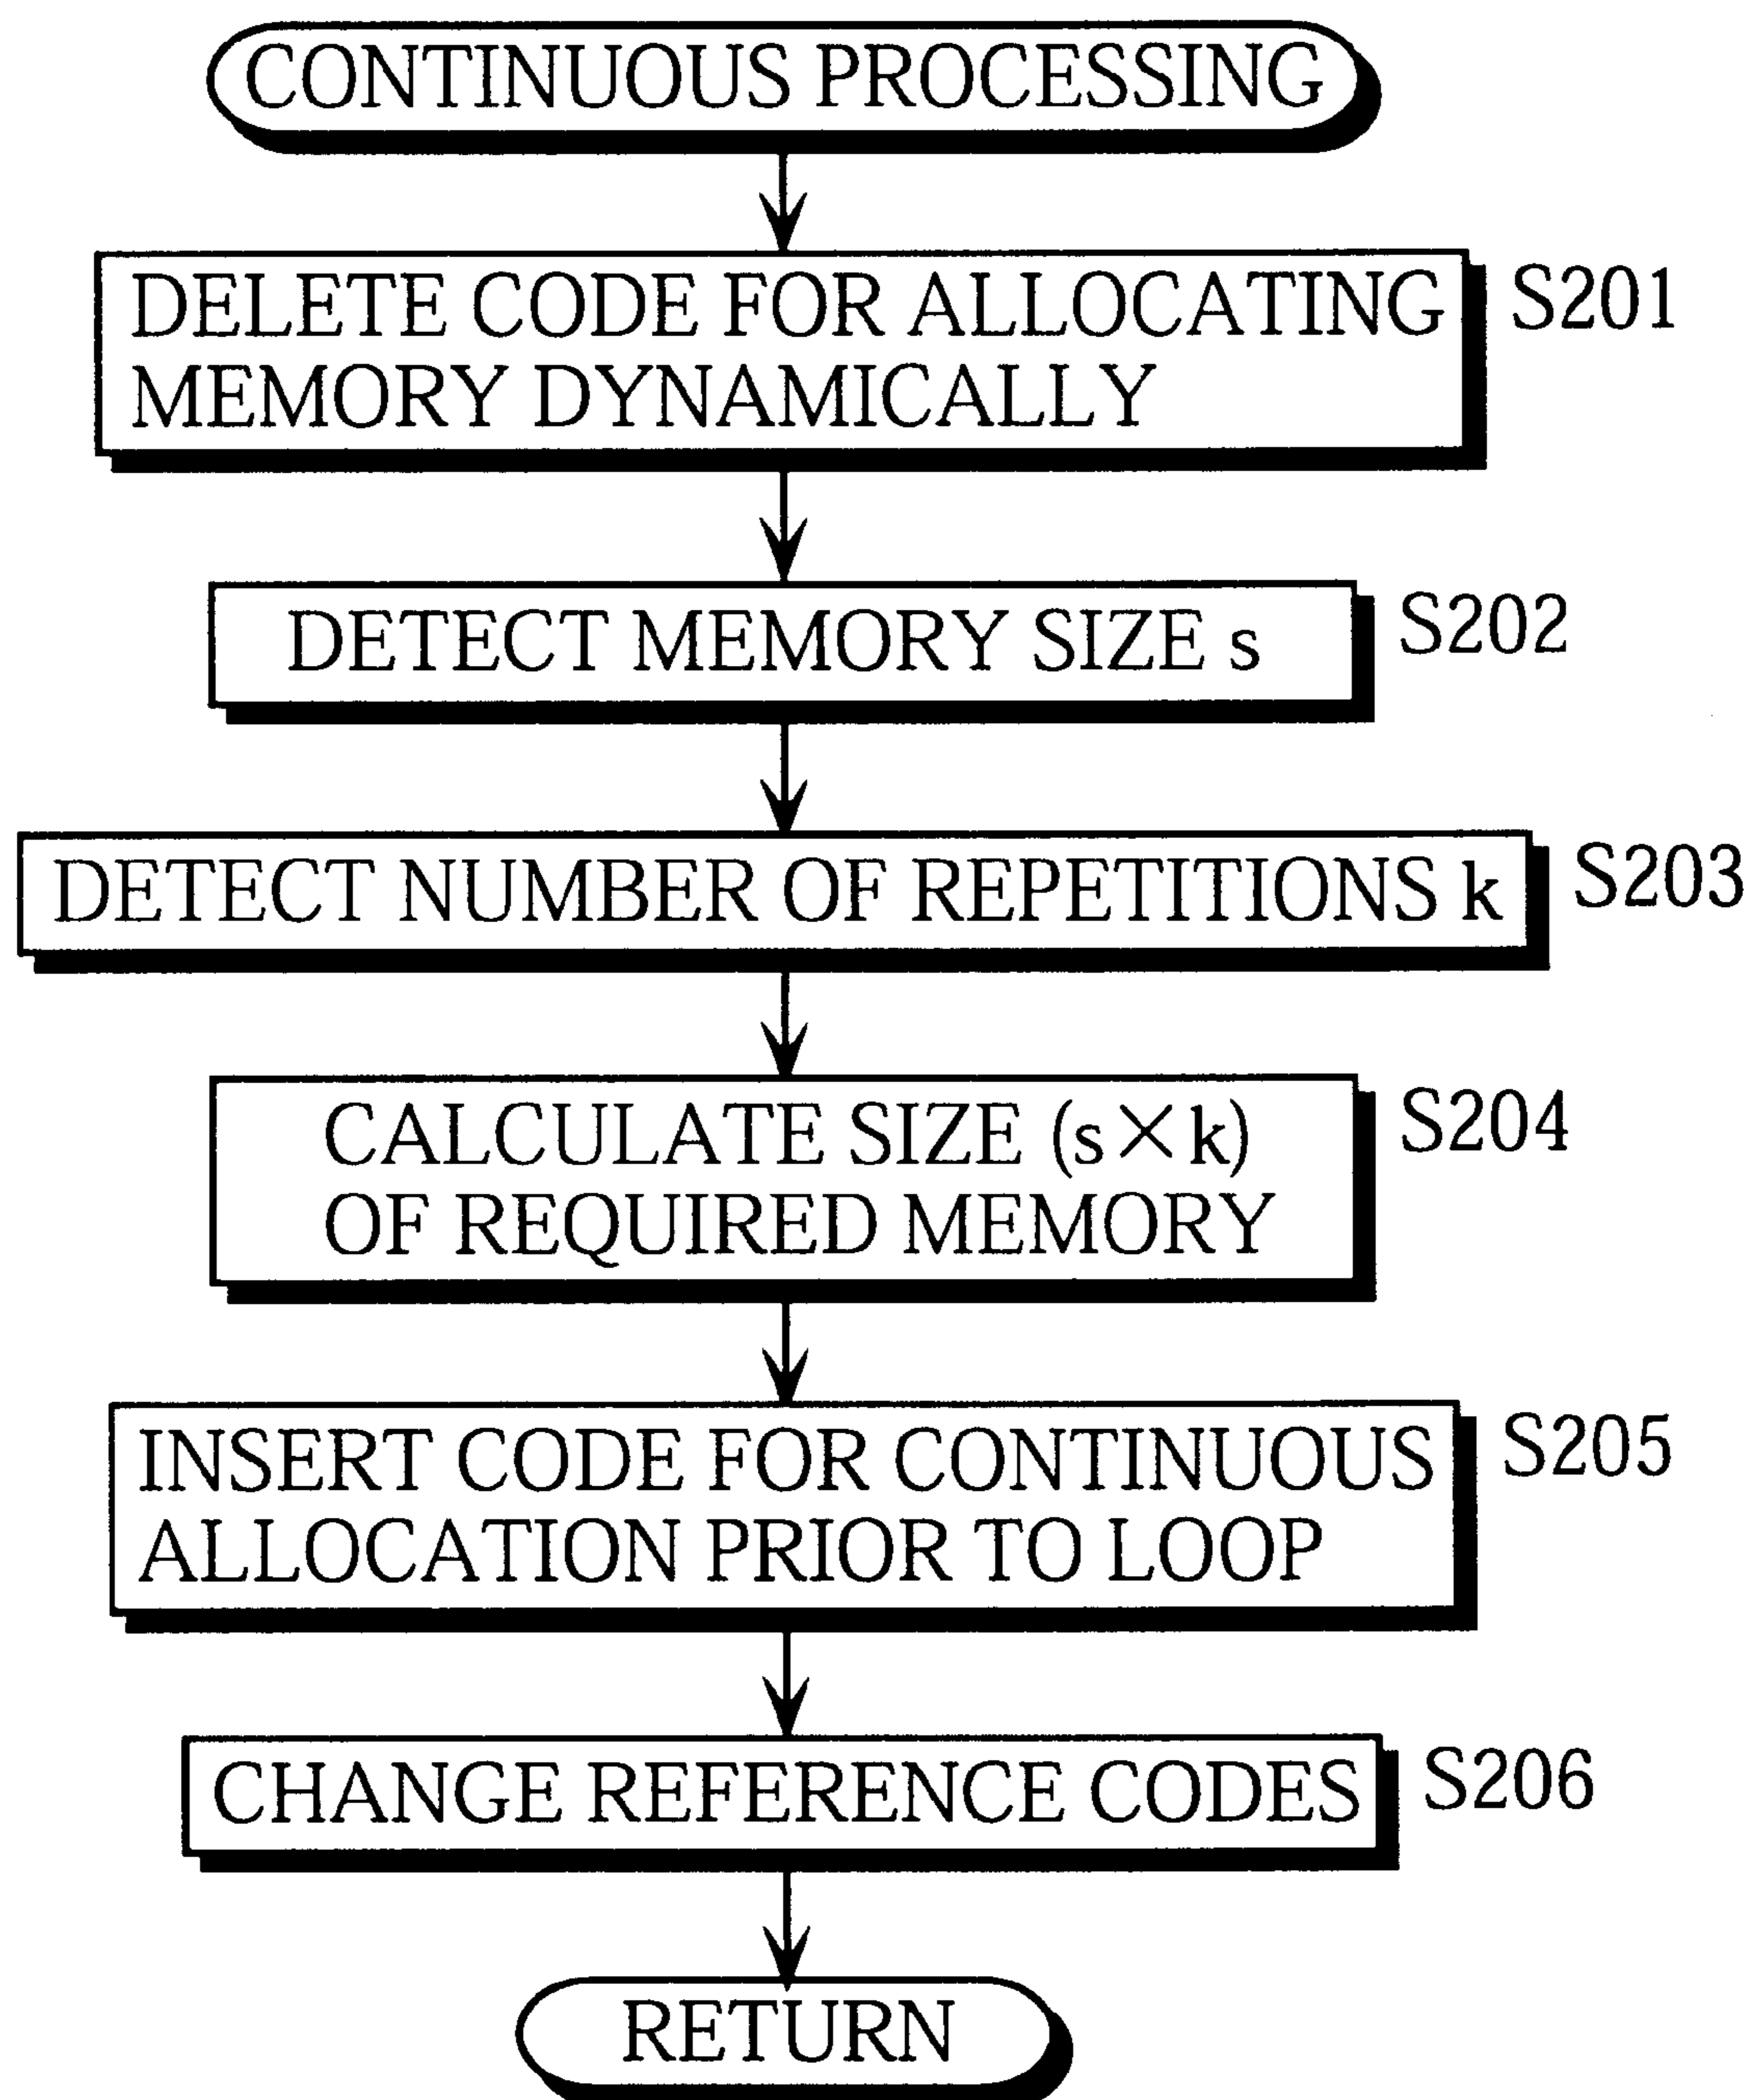 CONTINUOUS PROCESSING
DELETE CODE FOR ALLOCATING
MEMORY DYNAMICALLY
S201
DETECT MEMORY SIZE s
S202
DETECT NUMBER OF REPETITIONS k
S203
CALCULATE SIZE (s×k)
OF REQUIRED MEMORY
S204
INSERT CODE FOR CONTINUOUS
ALLOCATION PRIOR TO LOOP
S205
CHANGE REFERENCE CODES
S206
RETURN